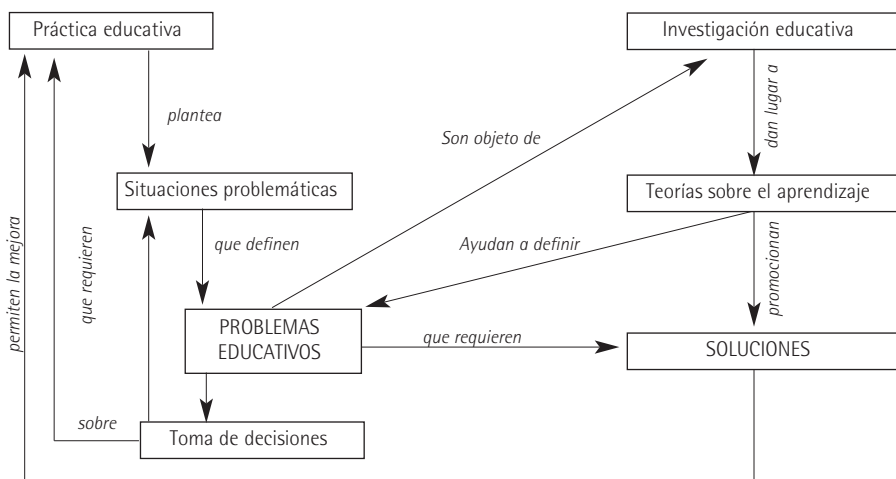 Práctica educativa
Investigación educativa
plantea
Son objeto de
dan lugar a
Situaciones problemáticas
Teorías sobre el aprendizaje
permiten la mejora
que requieren
que definen
Ayudan a definir
promocionan
PROBLEMAS
EDUCATIVOS
que requieren
SOLUCIONES
sobre
Toma de decisiones